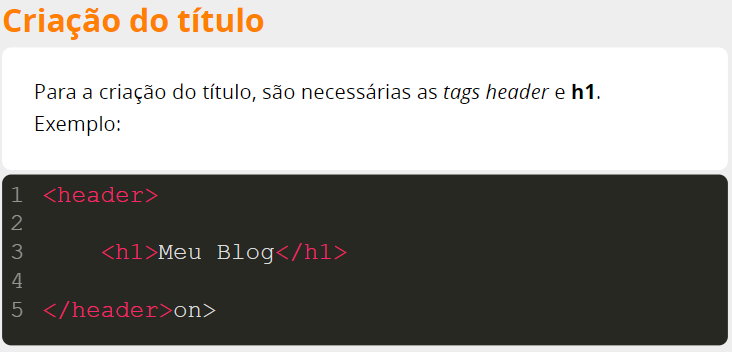 Criação do título
Para a criação do título, são necessárias as tags header e h1.
Exemplo:
1 <header>
2
3     <h1>Meu Blog</h1>
4
5 </header>on>